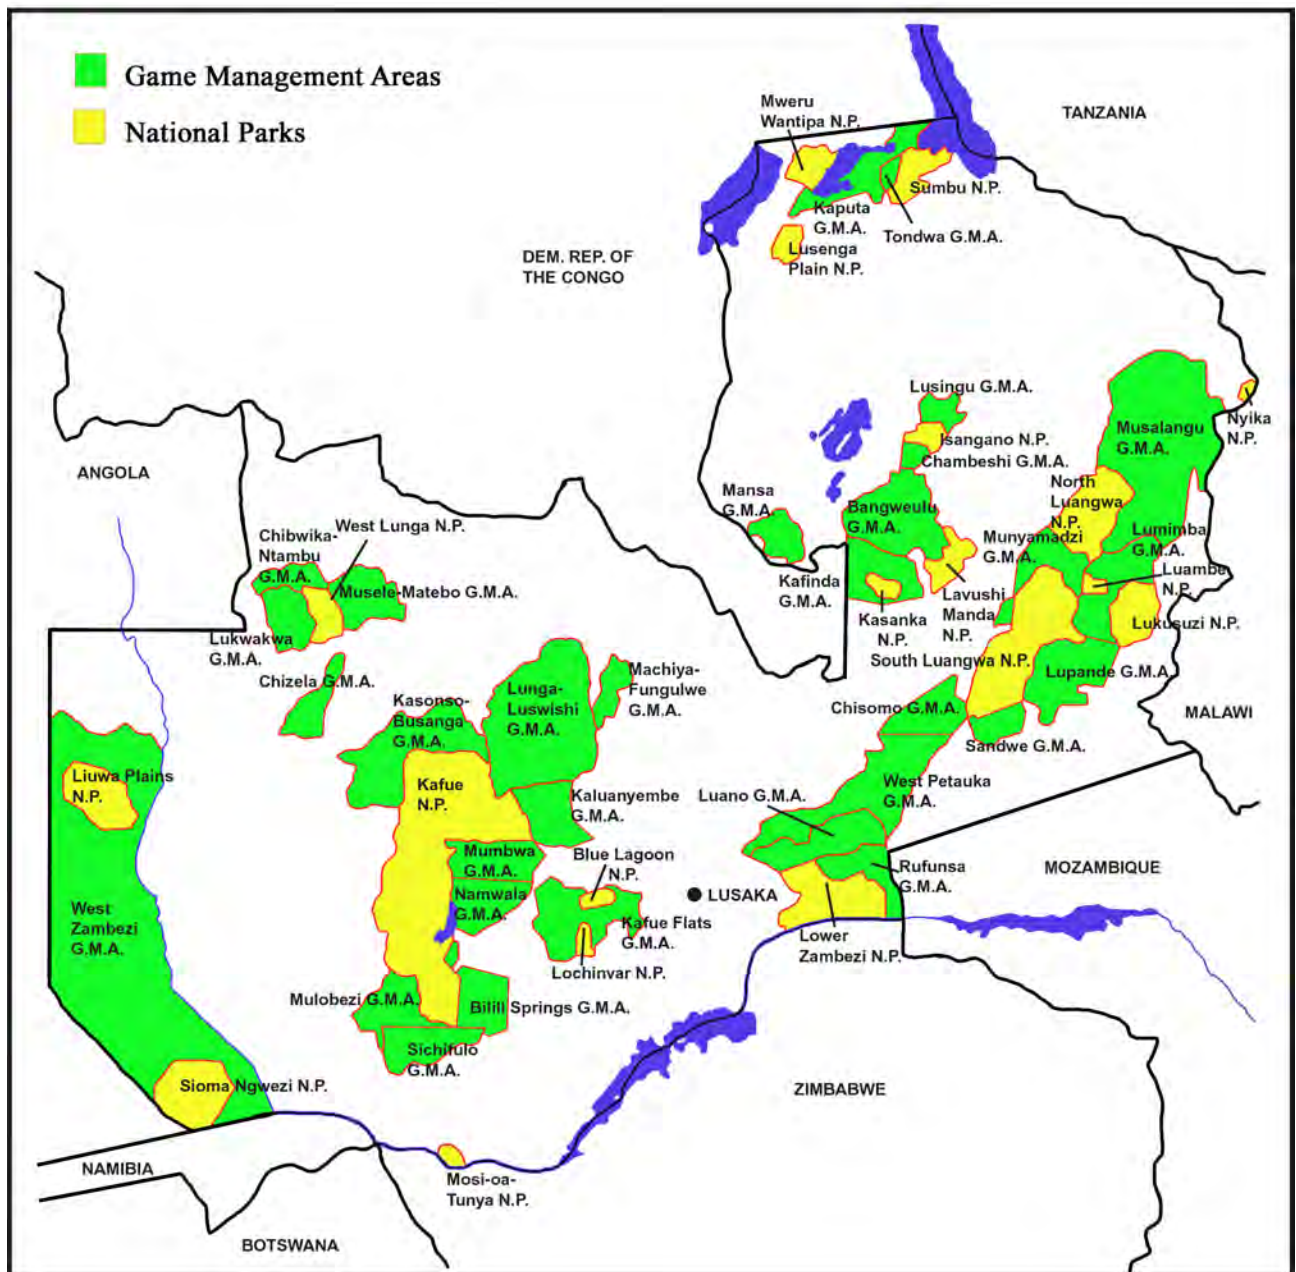 Game Management Areas
National Parks
Mweru
Wantipa N.P.
TANZANIA
Sumbu N.P.
Kaputa
G.M.A.
Tondwa G.M.A.
Lusenga
Plain N.P.
DEM. REP. OF
THE CONGO
Lusingu G.M.A.
Nyika
N.P.
Musalangu
G.M.A.
Isangano N.P.
Chambeshi G.M.A.
ANGOLA
North
Luangwa
N.P.
Mansa
G.M.A.
Bangweulu
G.M.A.
Munyamadzi
G.M.A.
Lumimba
G.M.A.
West Lunga N.P.
Chibwika-
Ntambu
G.M.A.
Luambe
N.P.
Kafinda
G.M.A.
Musele-Matebo G.M.A.
Lavushi
Manda
N.P.
Kasanka
N.P.
Lukusuzi N.P.
Lukwakwa
G.M.A.
South Luangwa N.P.
Lupande G.M.A.
Chizela G.M.A.
Machiya-
Fungulwe
G.M.A.
Lunga-
Luswishi
G.M.A.
Kasonso-
Busanga
G.M.A.
Chisomo G.M.A.
MALAWI
Sandwe G.M.A.
Liuwa Plains
N.P.
Kafue
N.P.
West Petauka
G.M.A.
Kaluanyembe
G.M.A.
Luano G.M.A.
Mumbwa
G.M.A.
Blue Lagoon
N.P.
Rufunsa
G.M.A.
MOZAMBIQUE
Namwala
G.M.A.
LUSAKA
West
Zambezi
G.M.A.
Kafue Flats
G.M.A.
Lower
Zambezi N.P.
Lochinvar N.P.
Mulobezi G.M.A.
Bilili Springs G.M.A.
Sichifulo
G.M.A.
Sioma Ngwezi N.P.
ZIMBABWE
NAMIBIA
Mosi-oa-
Tunya N.P.
BOTSWANA